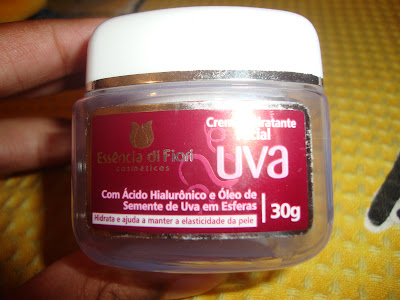 Essência di Fiori
cosméticos
Creme Hidratante
Facial
uva
Com Ácido Hialurônico e Óleo de
Semente de Uva em Esferas
Hidrata e ajuda a manter a elasticidade da pele
30g